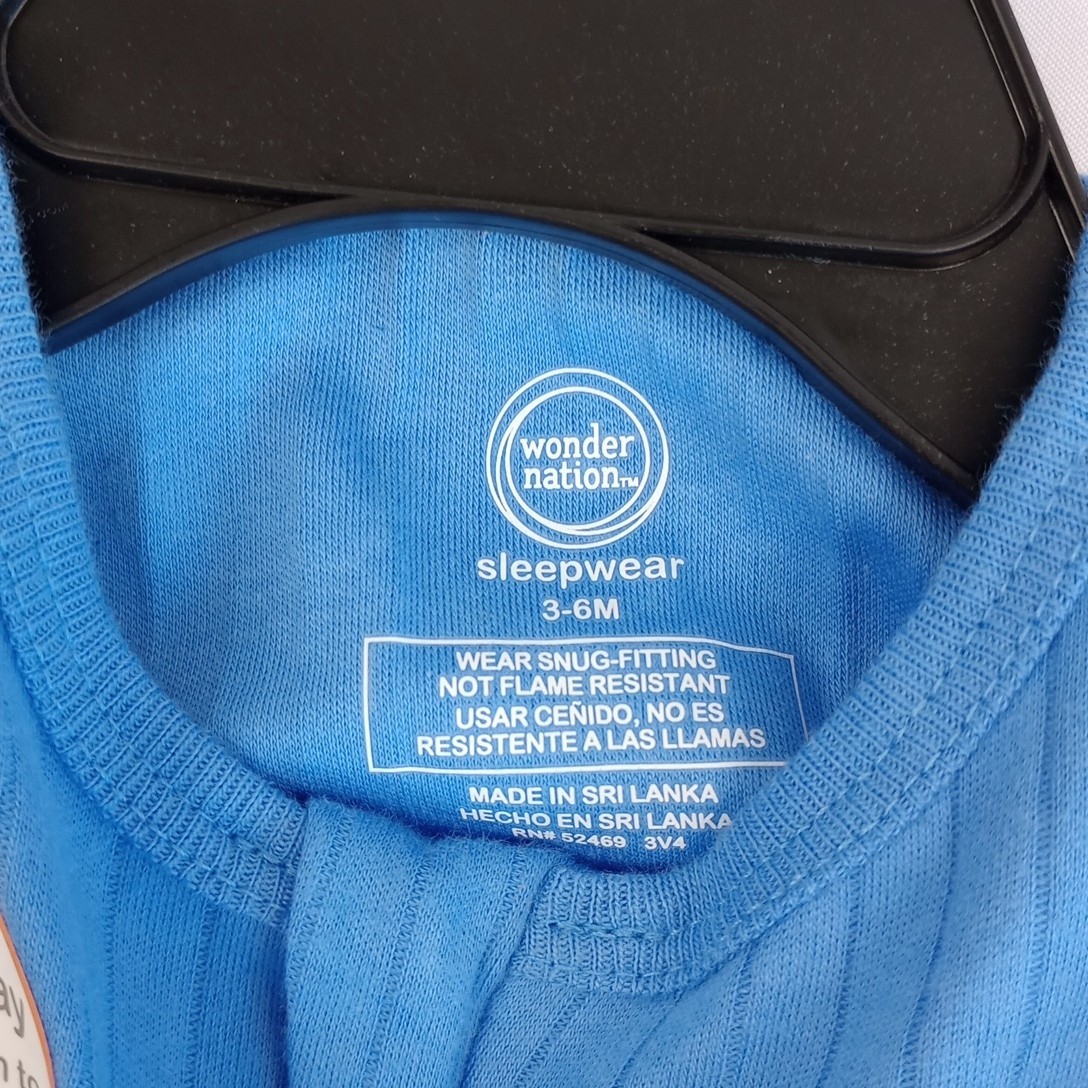 wonder
nation™
sleepwear
3-6M
WEAR SNUG-FITTING
NOT FLAME RESISTANT
USAR CEÑIDO, NO ES
RESISTENTE A LAS LLAMAS
MADE IN SRI LANKA
HECHO EN SRI LANKA
RN# 52469 3V4